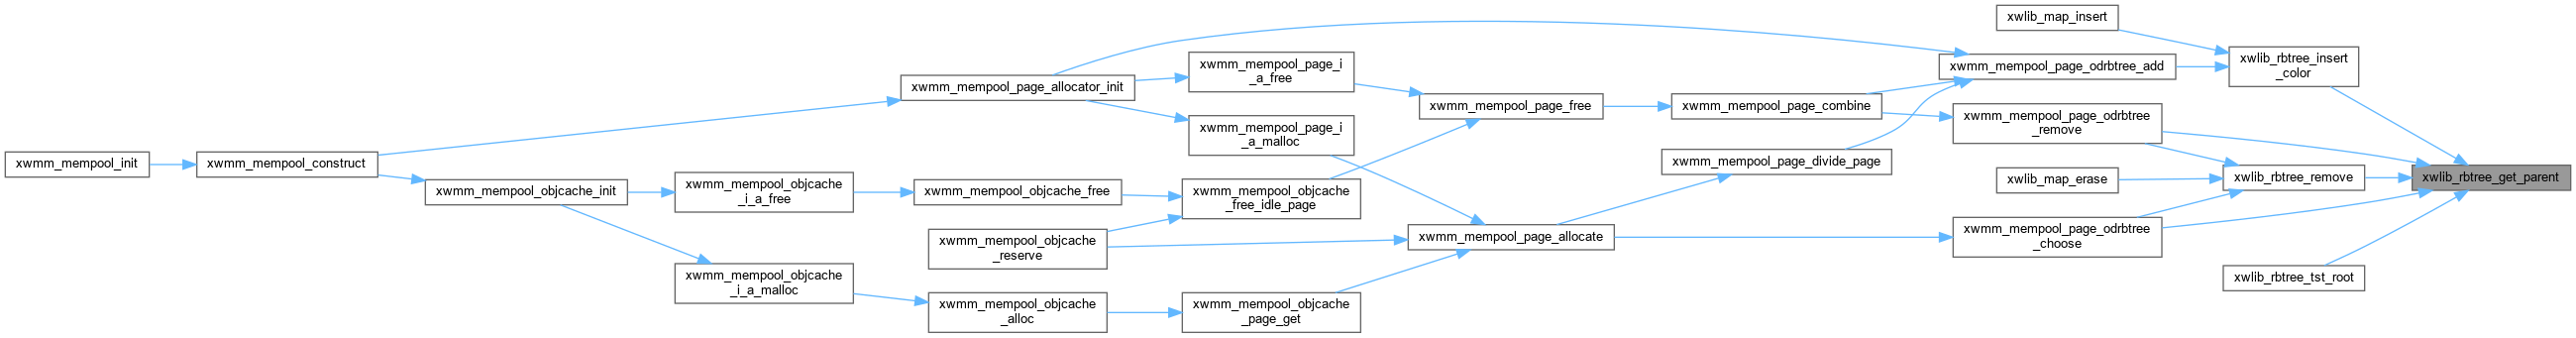 xwmm_mempool_init
xwmm_mempool_construct
xwmm_mempool_page_allocator_init
xwmm_mempool_objcache_init
xwmm_mempool_objcache
_i_a_free
xwmm_mempool_objcache
_i_a_malloc
xwmm_mempool_objcache_free
xwmm_mempool_objcache
_reserve
xwmm_mempool_objcache
_alloc
xwmm_mempool_page_i
_a_free
xwmm_mempool_page_i
_a_malloc
xwmm_mempool_objcache
_free_idle_page
xwmm_mempool_objcache
_page_get
xwmm_mempool_page_free
xwmm_mempool_page_allocate
xwmm_mempool_page_combine
xwmm_mempool_page_divide_page
xwmm_mempool_page_odrbtree_add
xwmm_mempool_page_odrbtree
_remove
xwmm_mempool_page_odrbtree
_choose
xwlib_map_insert
xwlib_map_erase
xwlib_rbtree_insert
_color
xwlib_rbtree_remove
xwlib_rbtree_tst_root
xwlib_rbtree_get_parent